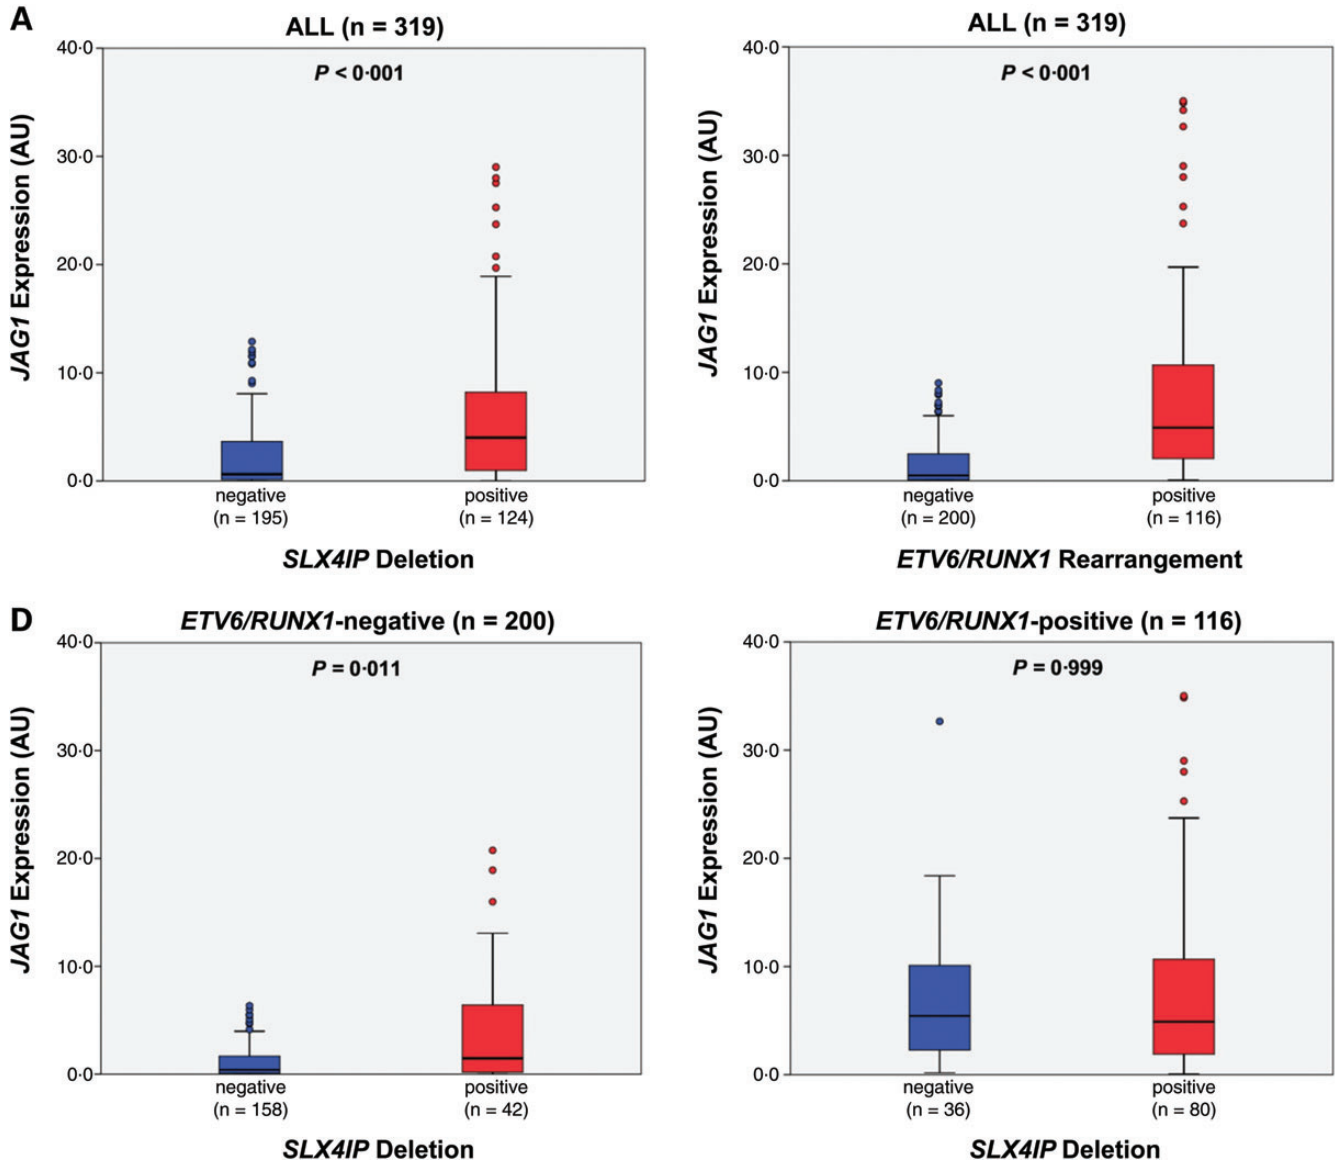 A
ALL (n = 319)
P < 0·001
JAG1 Expression (AU)
40·0
30·0
20·0
10·0
0·0
negative
(n = 195)
positive
(n = 124)
SLX4IP Deletion
ALL (n = 319)
P < 0·001
JAG1 Expression (AU)
40·0
30·0
20·0
10·0
0·0
negative
(n = 200)
positive
(n = 116)
ETV6/RUNX1 Rearrangement
D
ETV6/RUNX1-negative (n = 200)
P = 0·011
JAG1 Expression (AU)
40·0
30·0
20·0
10·0
0·0
negative
(n = 158)
positive
(n = 42)
SLX4IP Deletion
ETV6/RUNX1-positive (n = 116)
P = 0·999
JAG1 Expression (AU)
40·0
30·0
20·0
10·0
0·0
negative
(n = 36)
positive
(n = 80)
SLX4IP Deletion